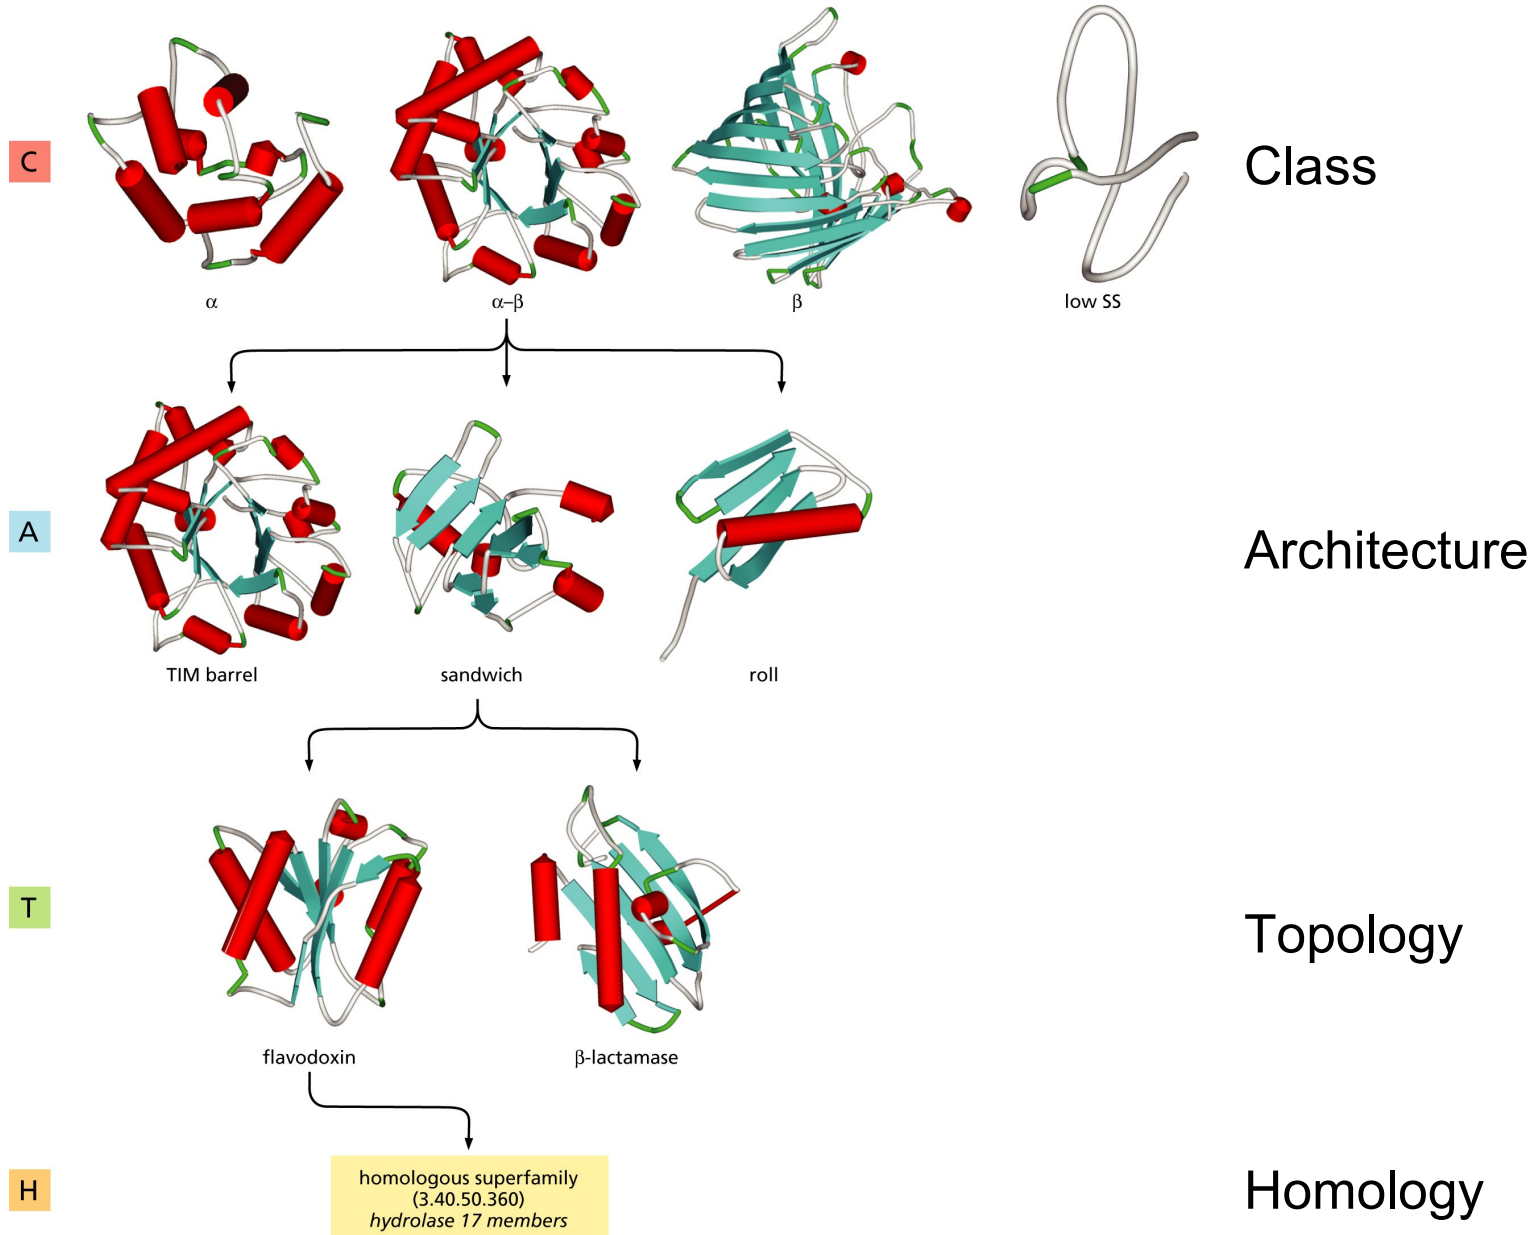 C
Class
α
α–β
β
low SS
A
Architecture
TIM barrel
sandwich
roll
T
Topology
flavodoxin
β-lactamase
H
homologous superfamily
(3.40.50.360)
hydrolase 17 members
Homology